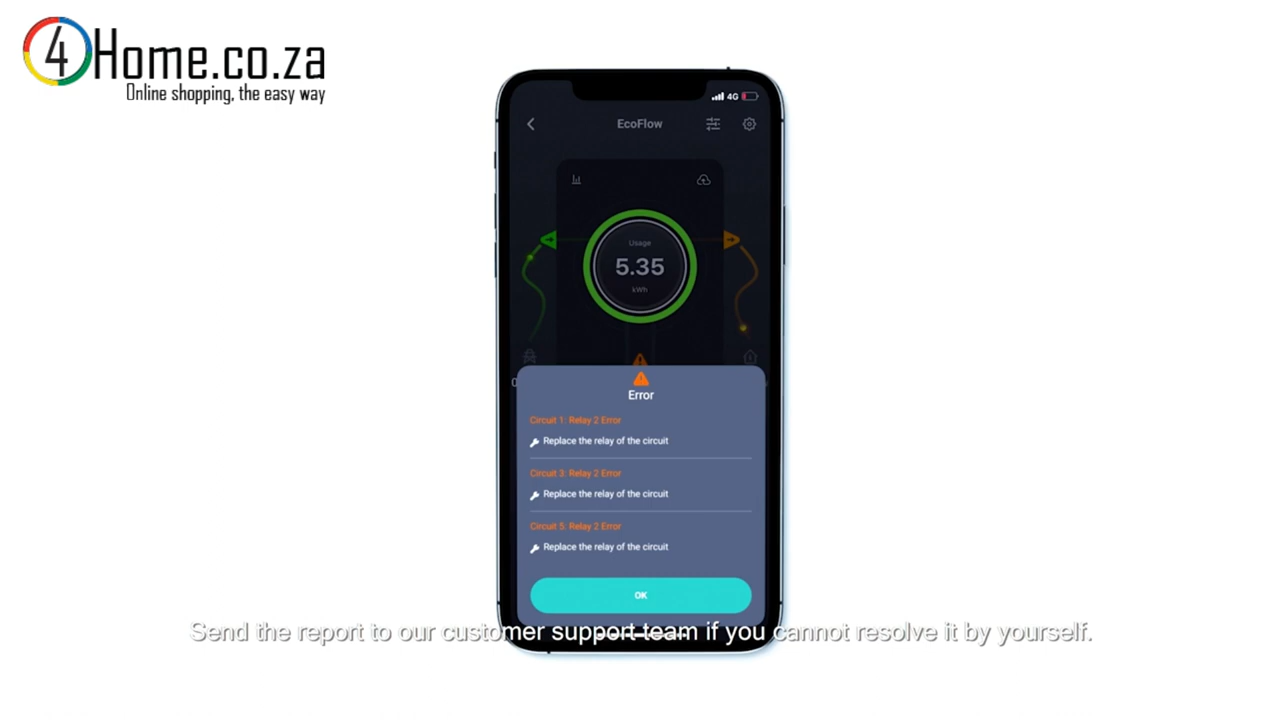 4Home.co.za
Online shopping, the easy way
4G
EcoFlow
Usage
5.35
kWh
Error
Circuit 1: Relay 2 Error
Replace the relay of the circuit
Circuit 3: Relay 2 Error
Replace the relay of the circuit
Circuit 5: Relay 2 Error
Replace the relay of the circuit
OK
Send the report to our customer support team if you cannot resolve it by yourself.